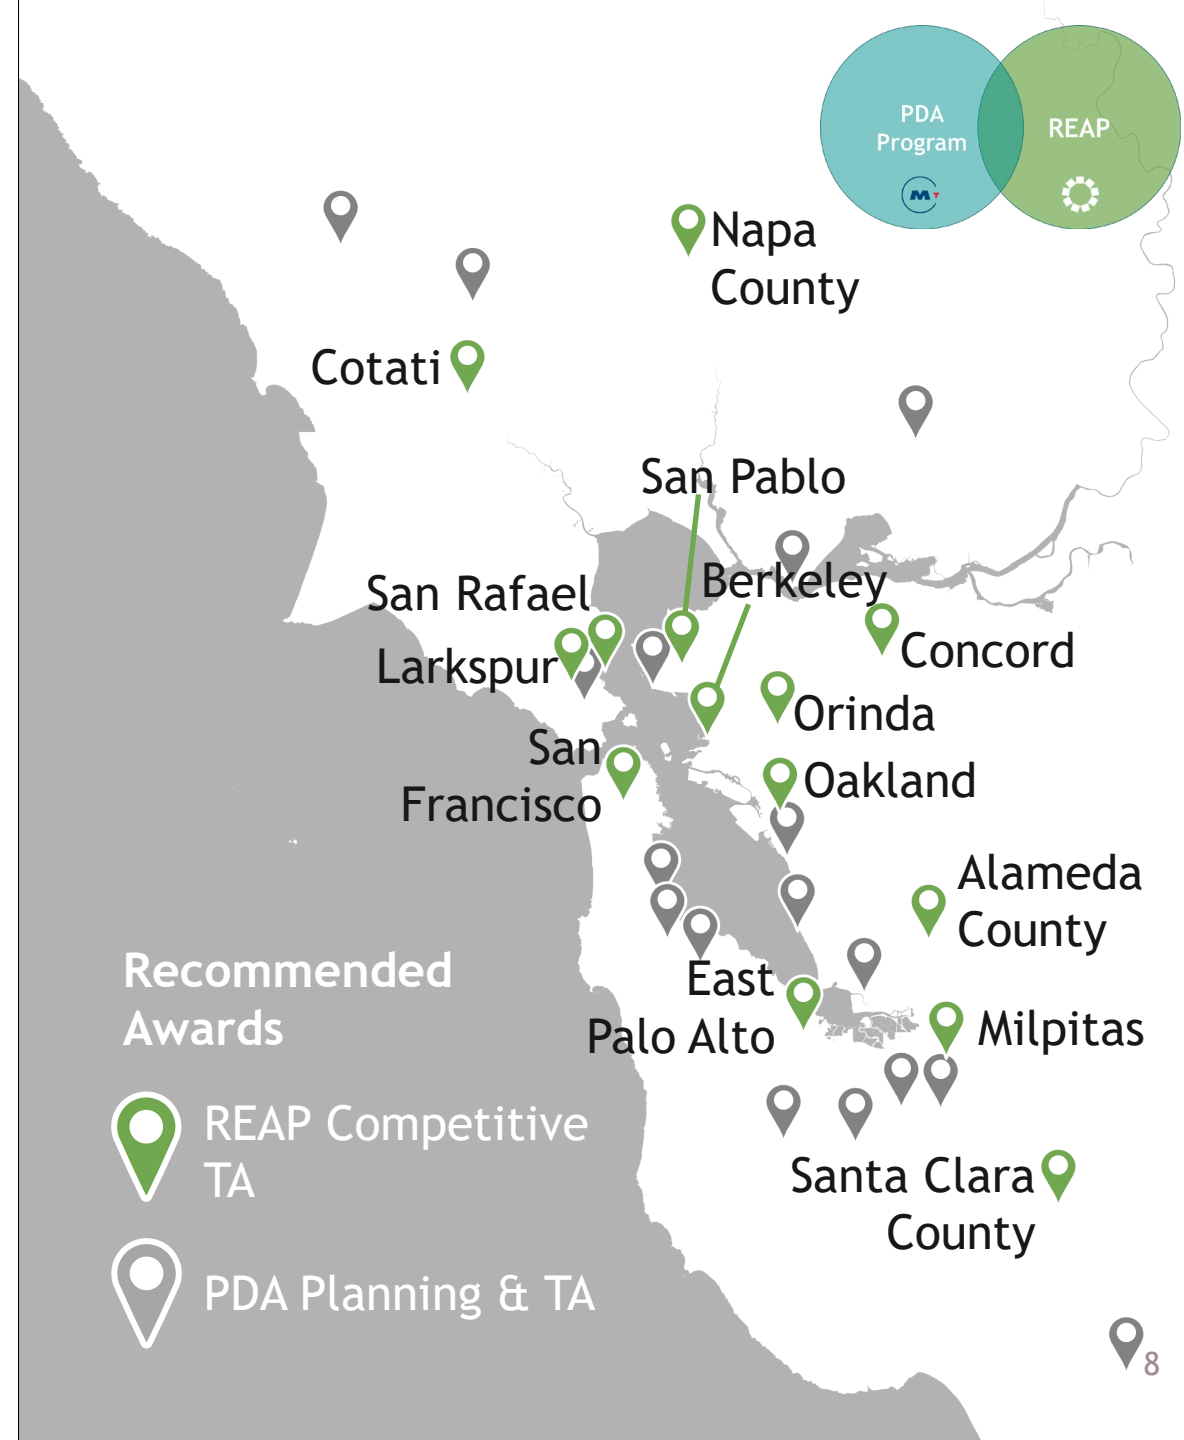 PDA
Program
REAP
M T
Napa
County
Cotati
San Pablo
Berkeley
San Rafael
Larkspur
Concord
Orinda
San
Francisco
Oakland
Alameda
County
East
Palo Alto
Milpitas
Santa Clara
County
Recommended
Awards
REAP Competitive
TA
PDA Planning & TA
8